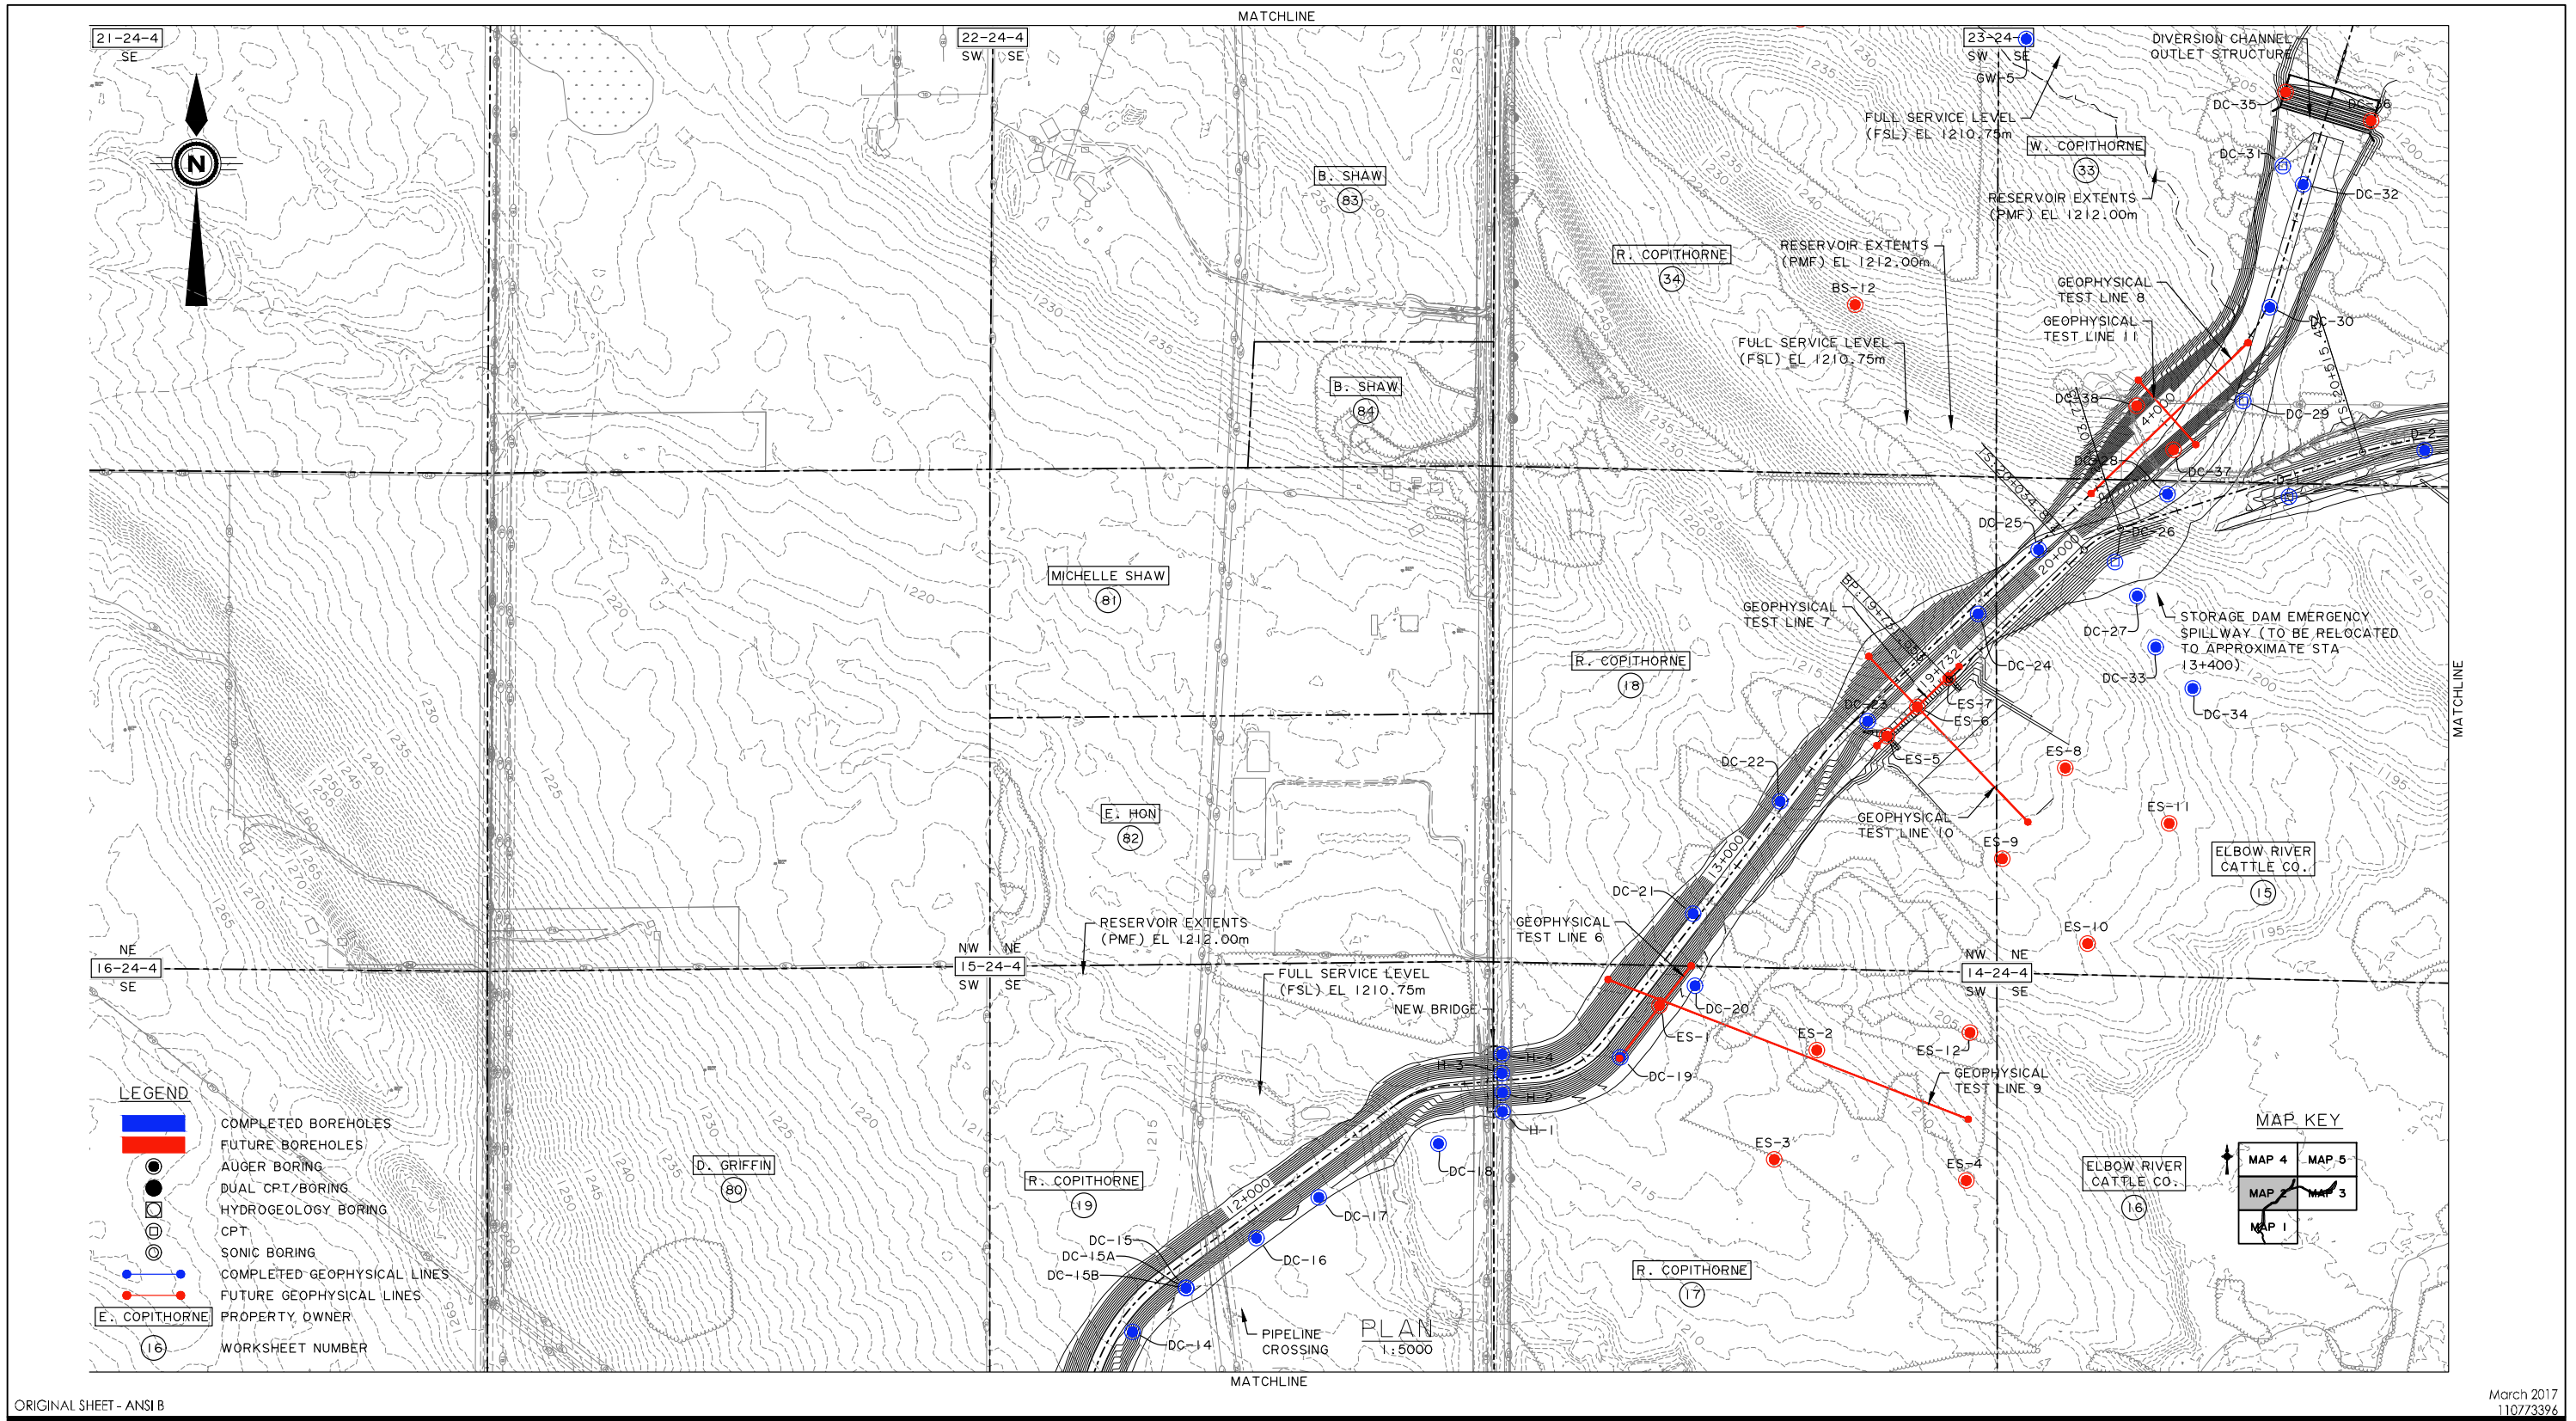 MATCHLINE
21-24-4
SE
22-24-4
SW SE
23-24-
SW SE
GW-5
DIVERSION CHANNEL
OUTLET STRUCTURE
1205
DC-35
DC-36
FULL SERVICE LEVEL
(FSL) EL 1210.75m
W. COPITHORNE
33
DC-31
DC-32
RESERVOIR EXTENTS
(PMF) EL 1212.00m
N
B. SHAW
83
R. COPITHORNE
34
RESERVOIR EXTENTS
(PMF) EL 1212.00m
BS-12
GEOPHYSICAL
TEST LINE 8
GEOPHYSICAL
TEST LINE 11
DC-30
FULL SERVICE LEVEL
(FSL) EL 1210.75m
B. SHAW
84
DC-38
DC-29
D-2
DC-28
DC-37
D-1
DC-25
DC-26
20+000
MICHELLE SHAW
81
GEOPHYSICAL
TEST LINE 7
DC-27
STORAGE DAM EMERGENCY
SPILLWAY (TO BE RELOCATED
TO APPROXIMATE STA
13+400)
R. COPITHORNE
18
19+732
DC-24
DC-33
DC-34
DC-23
ES-7
ES-6
ES-5
MATCHLINE
DC-22
ES-8
E. HON
82
GEOPHYSICAL
TEST LINE 10
ES-11
ES-9
13+000
ELBOW RIVER
CATTLE CO.
15
DC-21
GEOPHYSICAL
TEST LINE 6
RESERVOIR EXTENTS
(PMF) EL 1212.00m
ES-10
NE
16-24-4
SE
NW NE
15-24-4
SW SE
NW NE
14-24-4
SW SE
FULL SERVICE LEVEL
(FSL) EL 1210.75m
NEW BRIDGE
DC-20
ES-1
ES-2
ES-12
H-4
H-3
H-2
H-1
DC-19
GEOPHYSICAL
TEST LINE 9
DC-18
ES-3
ES-4
D. GRIFFIN
80
R. COPITHORNE
19
12+000
DC-17
DC-16
DC-15
DC-15A
DC-15B
DC-14
ELBOW RIVER
CATTLE CO.
16
R. COPITHORNE
17
PIPELINE
CROSSING
PLAN
1:5000
LEGEND
COMPLETED BOREHOLES
FUTURE BOREHOLES
AUGER BORING
DUAL CPT/BORING
HYDROGEOLOGY BORING
CPT
SONIC BORING
COMPLETED GEOPHYSICAL LINES
FUTURE GEOPHYSICAL LINES
E. COPITHORNE PROPERTY OWNER
16 WORKSHEET NUMBER
MAP KEY
MAP 4 MAP 5
MAP 2 MAP 3
MAP 1
MATCHLINE
ORIGINAL SHEET - ANSI B
March 2017
110773396